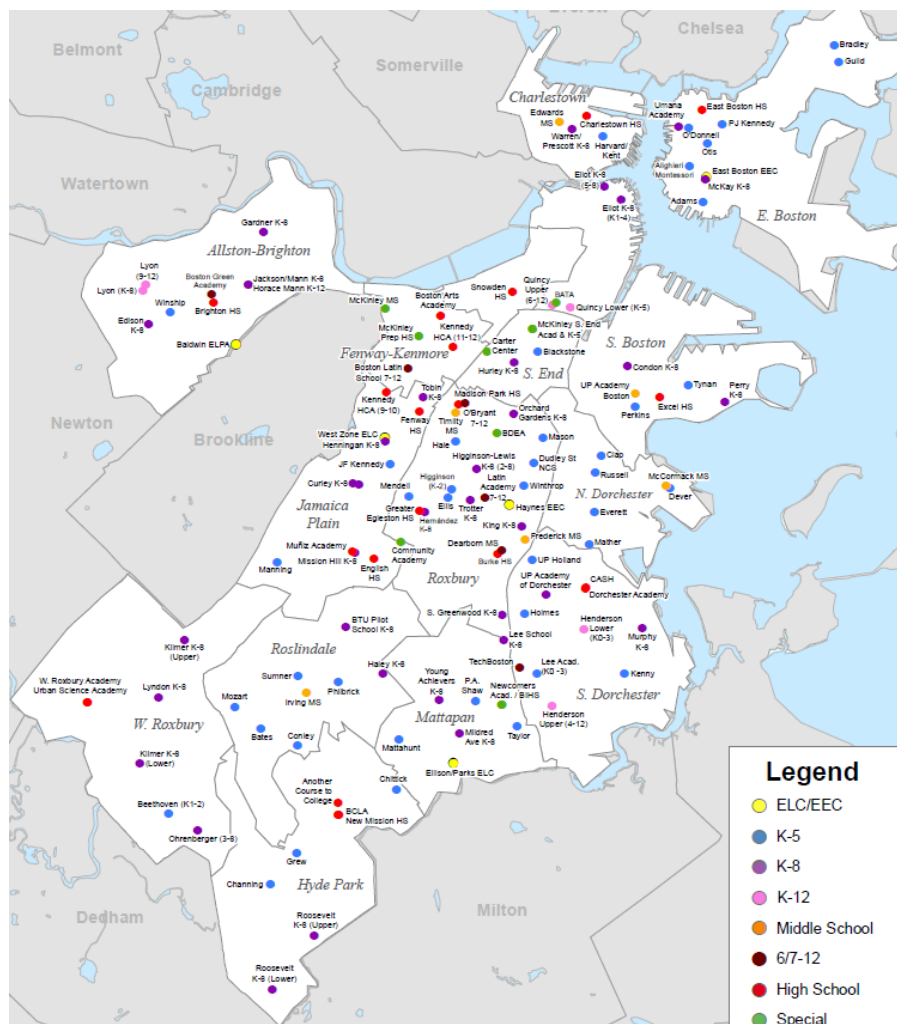 Belmont
Cambridge
Somerville
Everett
Chelsea
Watertown
Newton
Brookline
Dedham
Milton
Bradley
Guild
Charlestown
Edwards
MS
Charlestown HS
Warren/
Prescott K-8
Harvard/
Kent
Umana
Academy
East Boston HS
PJ Kennedy
O'Donnell
Otis
Alighieri
Montessori
East Boston EEC
McKay K-8
Adams
E. Boston
Eliot K-8
(5-8)
Eliot K-8
(K1-4)
Gardner K-8
Allston-Brighton
Lyon
(9-12)
Lyon (K-8)
Boston Green
Academy
Jackson/Mann K-8
Horace Mann K-12
Winship
Brighton HS
Edison
K-8
Baldwin ELPA
McKinley MS
Boston Arts
Academy
Snowden
HS
Quincy
Upper
(6-12)
BATA
Quincy Lower (K-5)
McKinley
Prep HS
Kennedy
HCA (11-12)
Carter
Center
McKinley S. End
Acad & K-5
Blackstone
Fenway-Kenmore
Hurley K-8
S. End
S. Boston
Boston Latin
School 7-12
Condon K-8
Tynan
Perry K-8
UP Academy
Boston
Perkins
Excel HS
Kennedy
HCA (9-10)
Tobin
K-8
Fenway
HS
Madison Park HS
O'Bryant
7-12
Timilty
MS
Orchard
Gardens K-8
West Zone ELC
Hennigan K-8
Hale
BDEA
Mason
JF Kennedy
Higginson-Lewis
K-8 (2-8)
Dudley St
NCS
Clap
Russell
McCormack MS
Dever
Curley K-8
Mendell
Higginson
(K-2)
Ellis
Latin
Academy
7-12
Winthrop
N. Dorchester
Jamaica
Plain
Greater
Egleston HS
Hernández
K-8
Trotter
K-8
Haynes EEC
Everett
King K-8
Frederick MS
Mather
Muñiz Academy
Mission Hill K-8
Manning
English
HS
Community
Academy
Dearborn MS
Burke HS
Roxbury
UP Holland
UP Academy
of Dorchester
CASH
Dorchester Academy
S. Greenwood K-8
Holmes
Henderson
Lower (K0-3)
Murphy
K-8
BTU Pilot
School K-8
Lee School
K-8
Kilmer K-8
(Upper)
Roslindale
Haley K-8
TechBoston
Lee Acad.
(K0 -3)
Kenny
W. Roxbury Academy
Urban Science Academy
Lyndon K-8
Sumner
Philbrick
Young
Achievers
K-8
P.A.
Shaw
Newcomers
Acad. / BIHS
S. Dorchester
Mozart
Irving MS
W. Roxbury
Mattapan
Henderson
Upper (4-12)
Bates
Conley
Mattahunt
Mildred
Ave K-8
Taylor
Kilmer K-8
(Lower)
Ellison/Parks ELC
Another
Course to
College
Chittick
BCLA
New Mission HS
Beethoven (K1-2)
Ohrenberger (3-8)
Grew
Channing
Hyde Park
Roosevelt
K-8 (Upper)
Roosevelt
K-8 (Lower)
Legend
ELC/EEC
K-5
K-8
K-12
Middle School
6/7-12
High School
Special